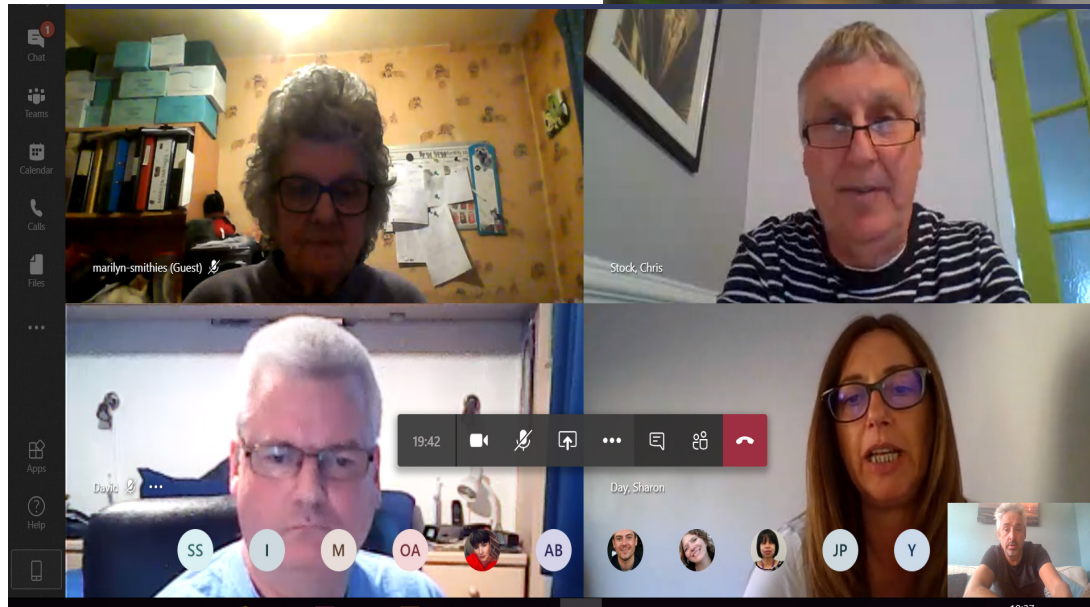 1
Chat
Teams
Calendar
Calls
Files
Apps
Help
marilyn-smithies (Guest)
Stock, Chris
David
Day, Sharon
19:42
SS
I
M
OA
AB
JP
Y